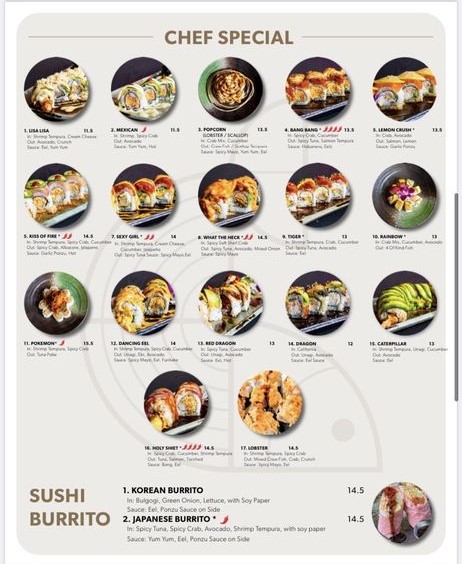 CHEF SPECIAL
1. LISA LISA 11.5
In: Shrimp Tempura, Cream Cheese
Out: Avocado, Crunch
Sauce: Eel, Yum Yum
2. MEXICAN 11.5
In: Shrimp, Spicy Crab
Out: Avocado
Sauce: Yum Yum, Hot
3. POPCORN 13.5
(LOBSTER / SCALLOP)
In: Crab Mix, Cucumber
Sauce: Spicy Mayo, Yum Yum, Eel
4. BANG BANG * 13.5
In: Spicy Crab, Cucumber
Out: Spicy Tuna, Salmon Tempura
Sauce: Habanero, Eel
5. LEMON CRUSH * 13.5
In: Crab, Avocado
Out: Salmon, Lemon
Sauce: Garlic Ponzu
6. KISS OF FIRE * 14.5
In: Shrimp Tempura, Spicy Crab, Cucumber
Out: Spicy Crab, Albacore, Jalapeno
Sauce: Garlic Ponzu, Hot
7. SEXY GIRL * 14
In: Shrimp Tempura, Cream Cheese,
Cucumber, Jalapeño
Out: Spicy Tuna Sauce: Spicy Mayo, Eel
8. WHAT THE HECK * 14.5
In: Spicy Soft Shell Crab
Out: Spicy Tuna, Avocado, Mixed Onion
Sauce: Spicy Mayo
9. TIGER * 13
In: Shrimp Tempura, Crab, Cucumber
Out: Spicy Tuna, Avocado
Sauce: Eel
10. RAINBOW * 13
In: Crab Mix, Cucumber, Avocado
Out: 4 Of Kind Fish
11. POKEMON * 13.5
In: Shrimp Tempura, Spicy Crab
Out: Tuna Poke
12. DANCING EEL 14
In: Shrimp Tempura, Spicy Crab, Cucumber
Out: Unagi, Ebi, Avocado
Sauce: Spicy Mayo, Eel, Furikake
13. RED DRAGON 13
In: Spicy Tuna, Cucumber
Out: Unagi, Avocado
Sauce: Eel, Hot
14. DRAGON 12
In: California
Out: Unagi, Avocado
Sauce: Eel Sauce
15. CATERPILLAR 13
In: Shrimp Tempura, Unagi, Cucumber
Out: Avocado
Sauce: Eel
16. HOLY SHET * 14.5
In: Spicy Crab, Cucumber, Shrimp Tempura
Out: Tuna, Salmon, Torched
Sauce: Bang, Eel
17. LOBSTER 14.5
In: Shrimp Tempura, Spicy Crab
Out: Mixed Craw Fish, Crab, Crunch
Sauce: Spicy Mayo, Eel
SUSHI
BURRITO
1. KOREAN BURRITO 14.5
In: Bulgogi, Green Onion, Lettuce, with Soy Paper
Sauce: Eel, Ponzu Sauce on Side
2. JAPANESE BURRITO * 14.5
In: Spicy Tuna, Spicy Crab, Avocado, Shrimp Tempura, with soy paper
Sauce: Yum Yum, Eel, Ponzu Sauce on Side